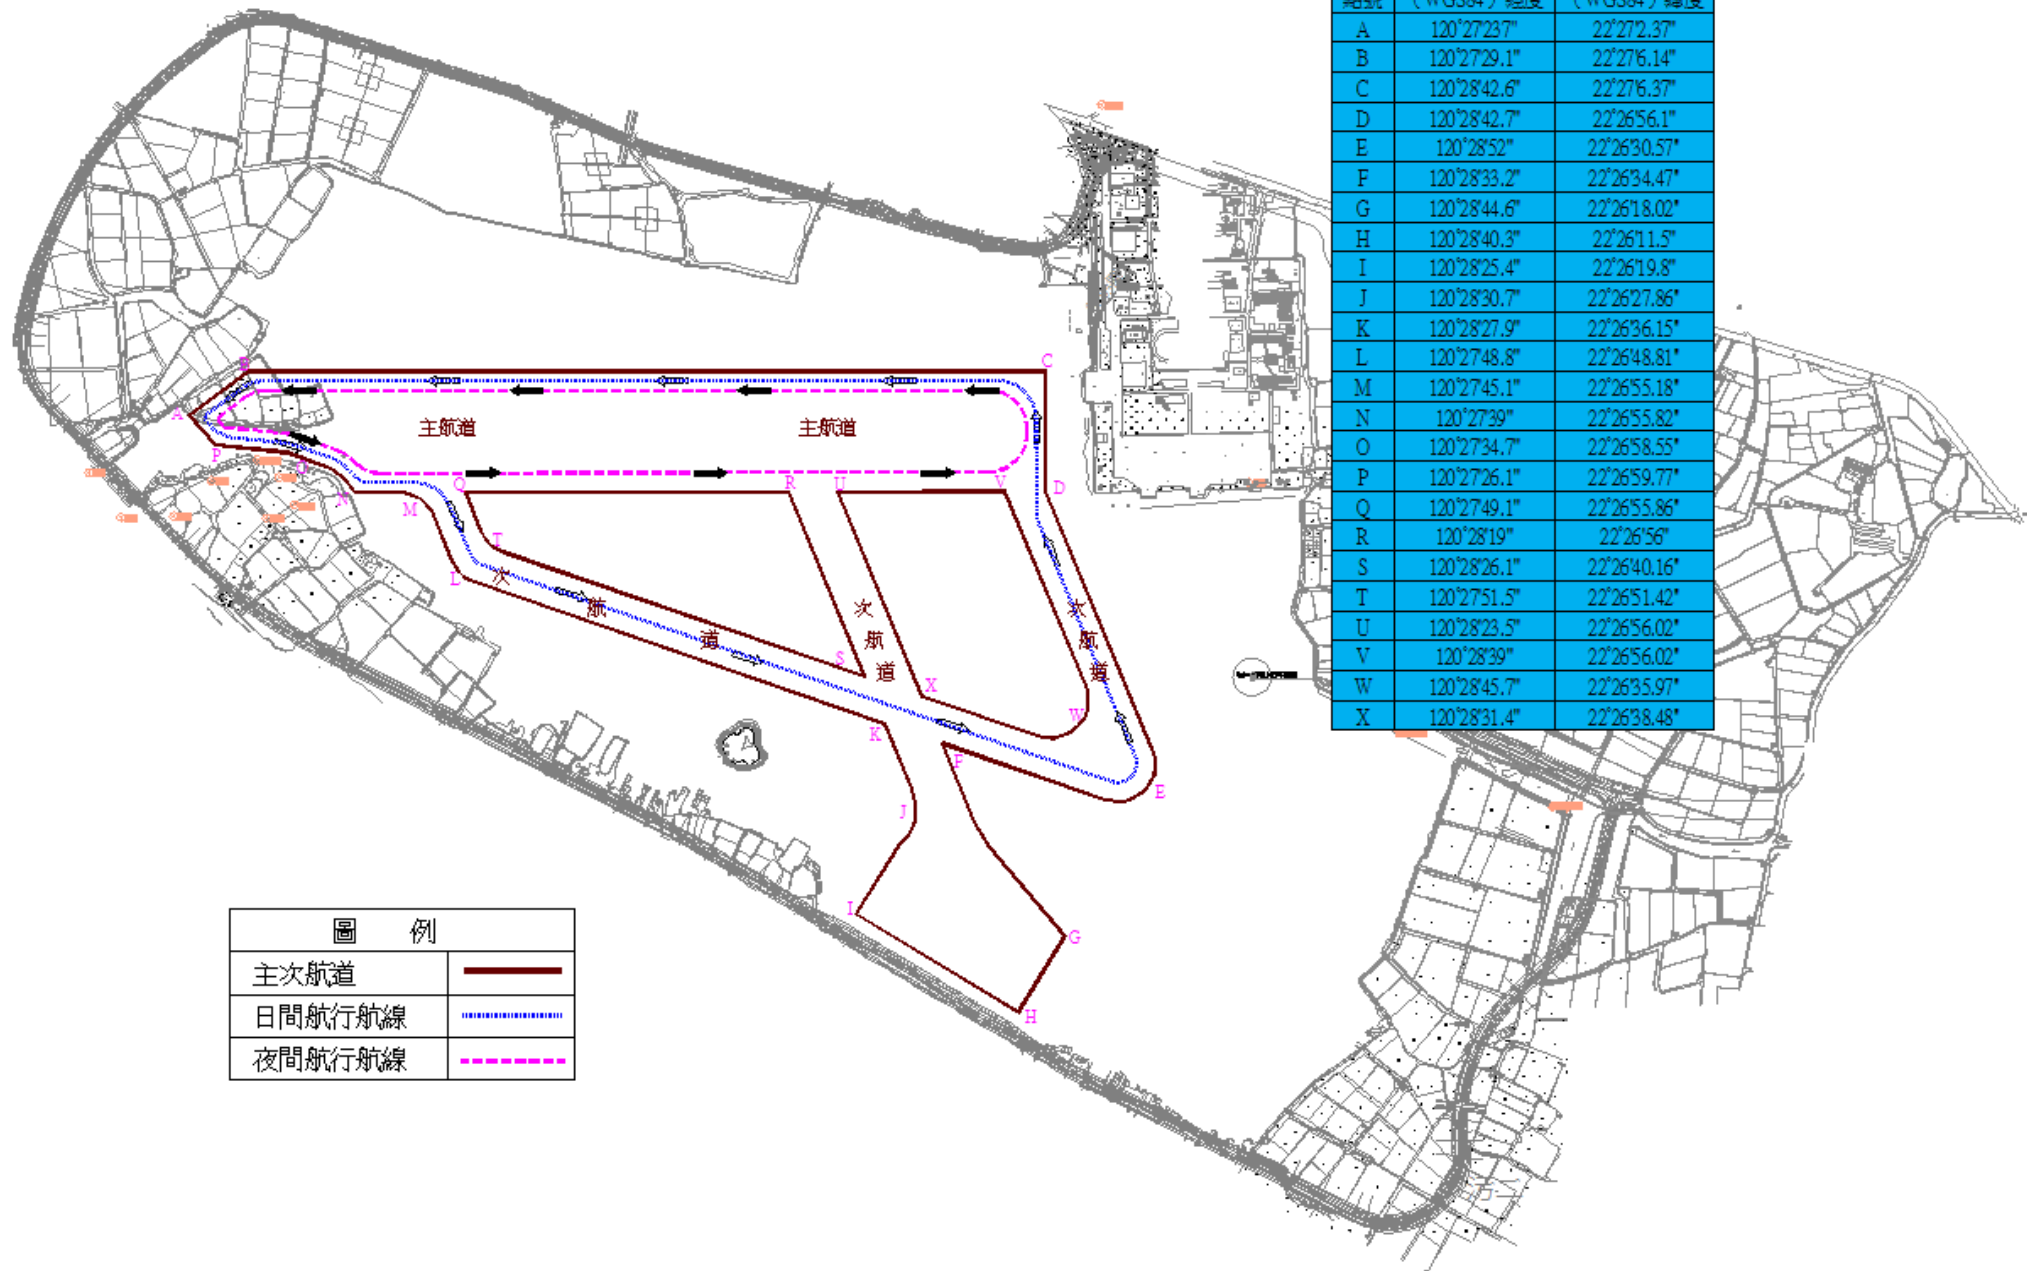 點號 (WGS84)經度 (WGS84)緯度
A 120°27'23.7" 22°27'2.37"
B 120°27'29.1" 22°27'6.14"
C 120°28'42.6" 22°27'6.37"
D 120°28'42.7" 22°26'56.1"
E 120°28'52" 22°26'30.57"
F 120°28'33.2" 22°26'34.47"
G 120°28'44.6" 22°26'18.02"
H 120°28'40.3" 22°26'11.5"
I 120°28'25.4" 22°26'19.8"
J 120°28'30.7" 22°26'27.86"
K 120°28'27.9" 22°26'36.15"
L 120°27'48.8" 22°26'48.81"
M 120°27'45.1" 22°26'55.18"
N 120°27'39" 22°26'55.82"
O 120°27'34.7" 22°26'58.55"
P 120°27'26.1" 22°26'59.77"
Q 120°27'49.1" 22°26'55.86"
R 120°28'19" 22°26'56"
S 120°28'26.1" 22°26'40.16"
T 120°27'51.5" 22°26'51.42"
U 120°28'23.5" 22°26'56.02"
V 120°28'39" 22°26'56.02"
W 120°28'45.7" 22°26'35.97"
X 120°28'31.4" 22°26'38.48"
B
C
A
主航道
主航道
P
O
N
M
Q
R
U
V
D
T
L
次航道
次航道
次航道
S
X
W
K
F
E
J
I
G
H
圖 例
主次航道
日間航行航線
夜間航行航線